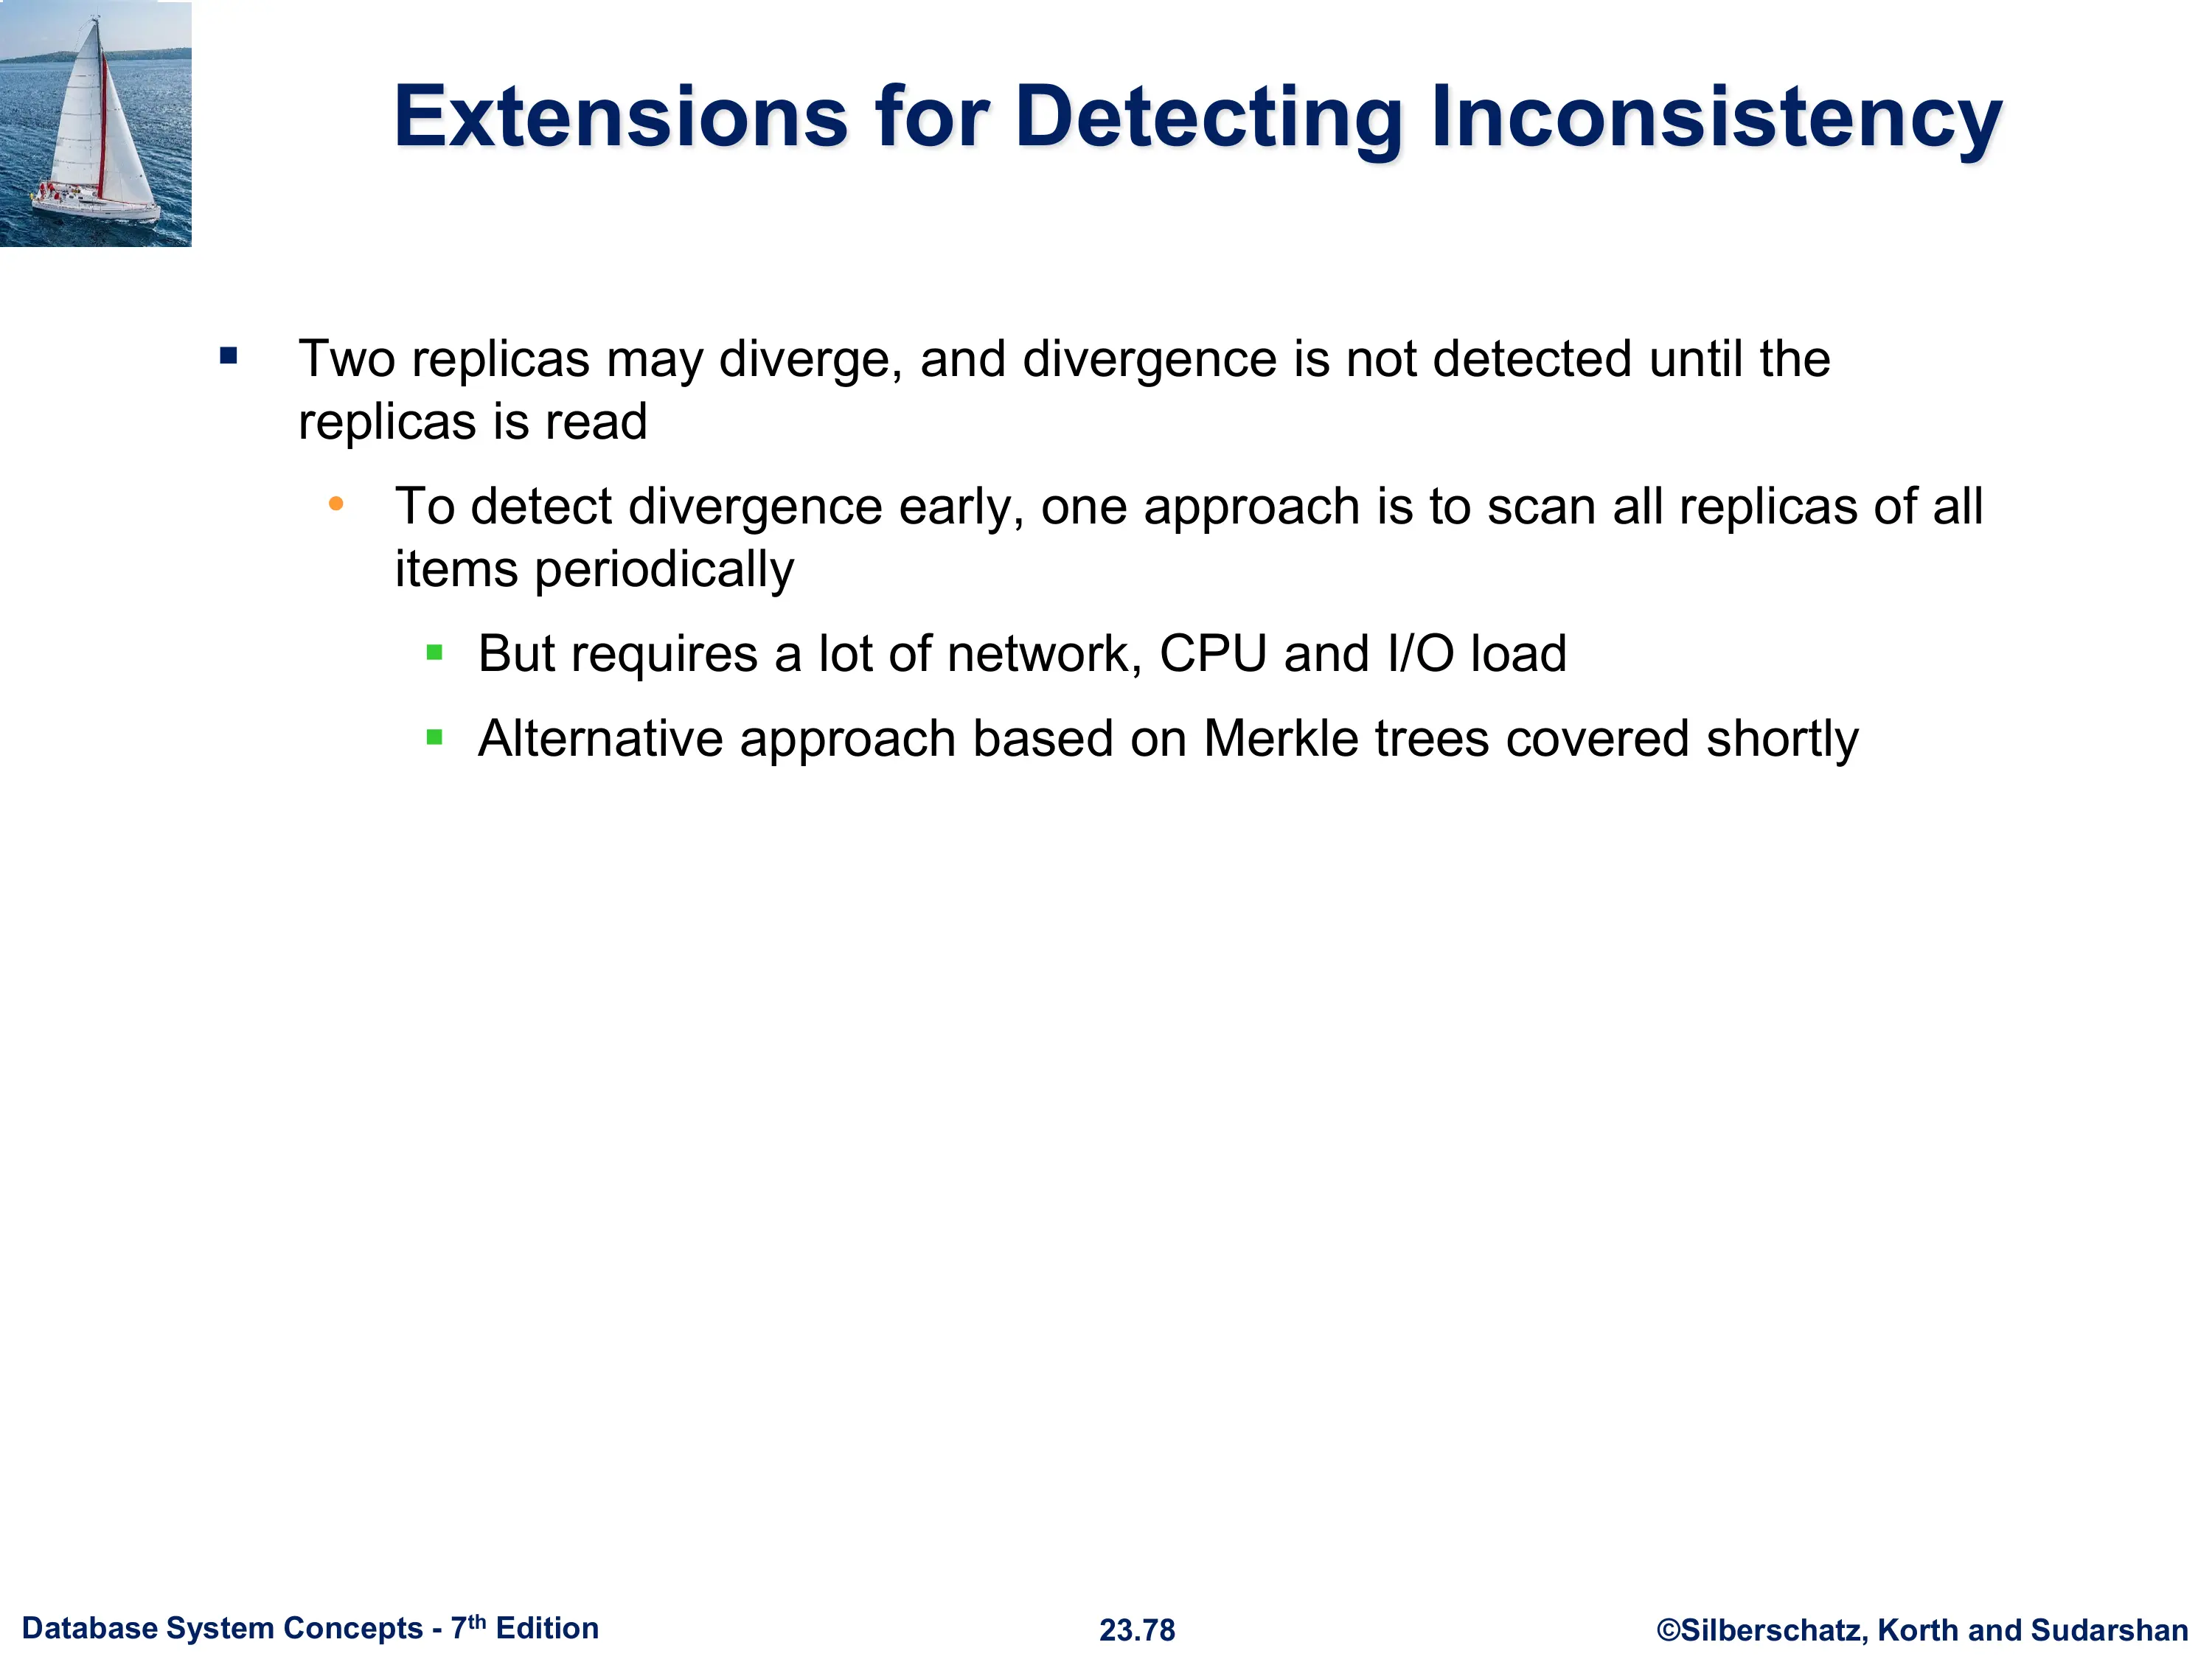 Extensions for Detecting Inconsistency
▪ Two replicas may diverge, and divergence is not detected until the
replicas is read
• To detect divergence early, one approach is to scan all replicas of all
items periodically
▪ But requires a lot of network, CPU and I/O load
▪ Alternative approach based on Merkle trees covered shortly
Database System Concepts - 7th Edition
23.78
©Silberschatz, Korth and Sudarshan